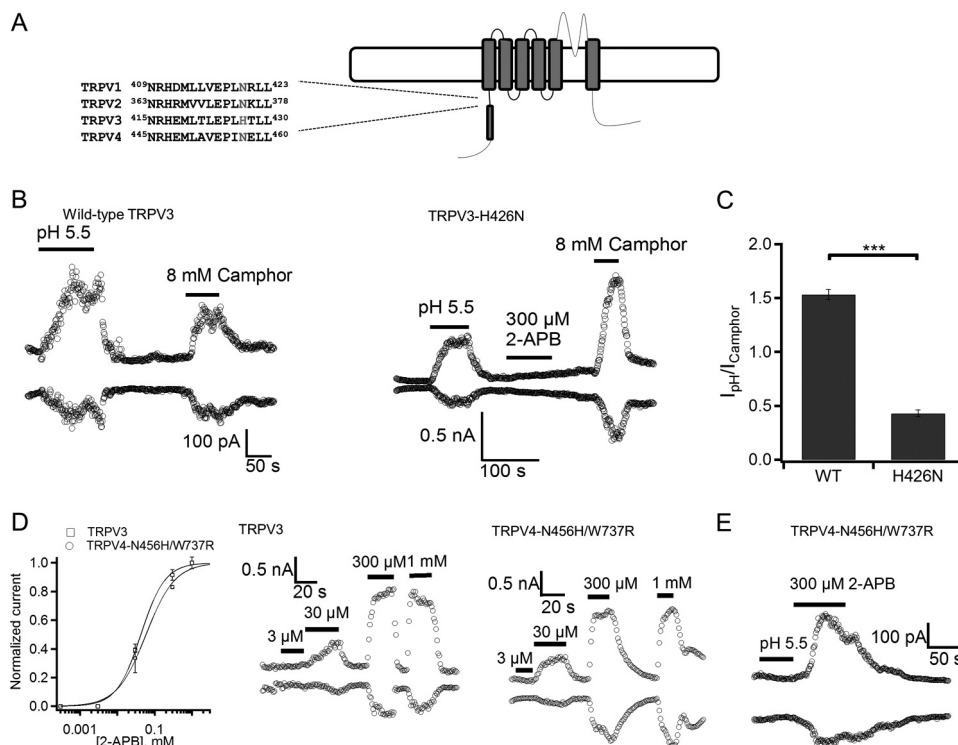 A
TRPV1 409NRHDMLLVEPLNRLL423
TRPV2 363NRHRMVVLEPLNKLL378
TRPV3 415NRHEMLTLEPLHTLL430
TRPV4 445NRHEMLAVEPINELL460
B
Wild-type TRPV3
pH 5.5
8 mM Camphor
100 pA
50 s
TRPV3-H426N
pH 5.5
300 μM
2-APB
8 mM Camphor
0.5 nA
100 s
C
IpH/ICamphor
2.0
1.5
1.0
0.5
0.0
***
WT
H426N
D
TRPV3
TRPV4-N456H/W737R
Normalized current
1.0
0.8
0.6
0.4
0.2
0.0
0.001
0.1
[2-APB], mM
TRPV3
0.5 nA
20 s
3 μM
30 μM
300 μM
1 mM
TRPV4-N456H/W737R
0.5 nA
20 s
3 μM
30 μM
300 μM
1 mM
E
TRPV4-N456H/W737R
300 μM 2-APB
pH 5.5
100 pA
50 s